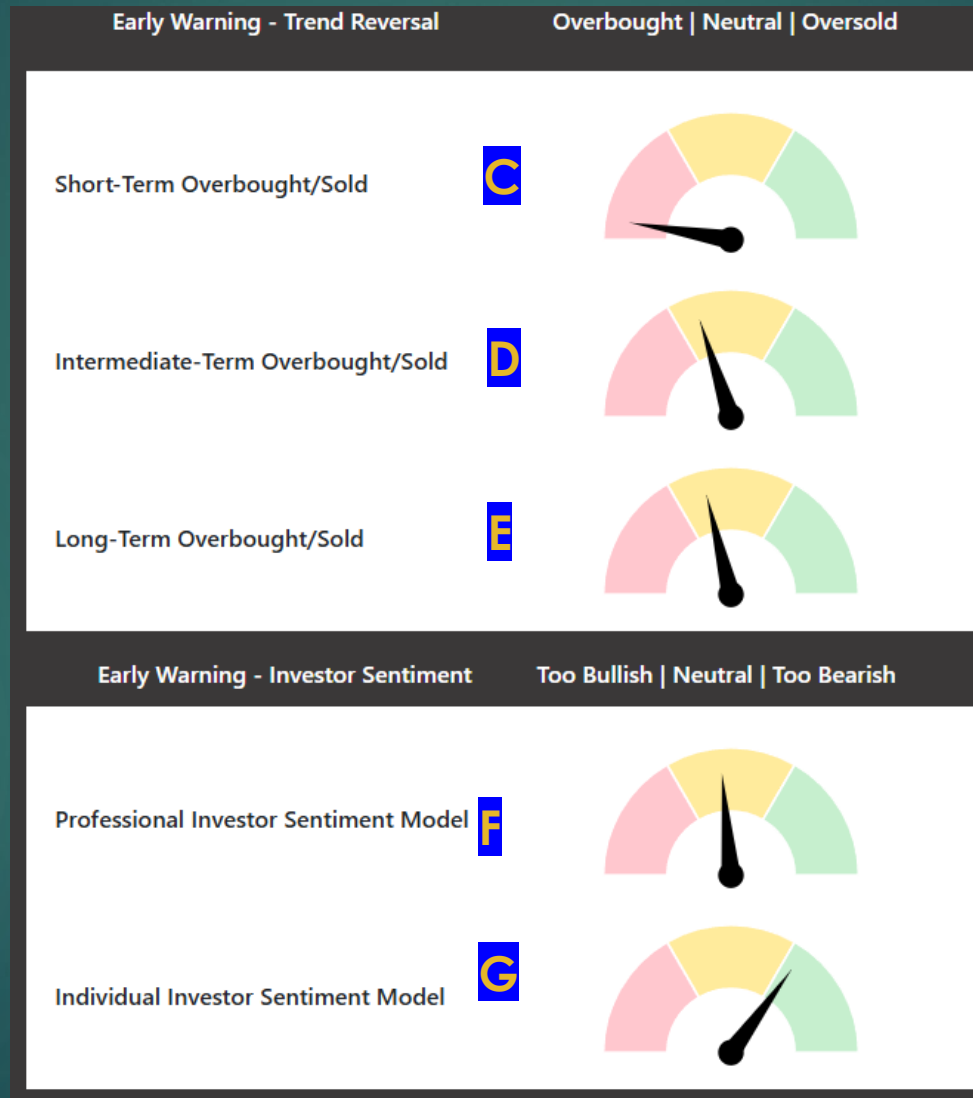 Early Warning - Trend Reversal Overbought | Neutral | Oversold
Short-Term Overbought/Sold C
Intermediate-Term Overbought/Sold D
Long-Term Overbought/Sold E
Early Warning - Investor Sentiment Too Bullish | Neutral | Too Bearish
Professional Investor Sentiment Model F
Individual Investor Sentiment Model G